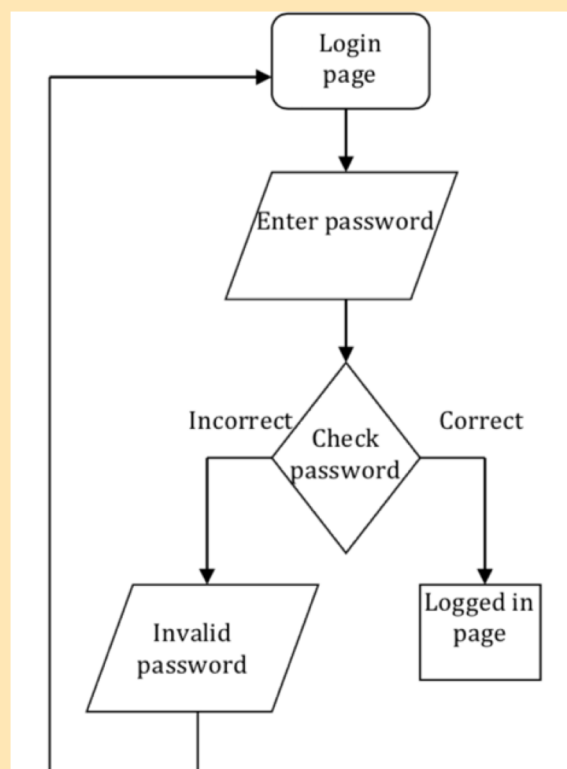 Login
page
Enter password
Incorrect
Correct
Check
password
Invalid
password
Logged in
page